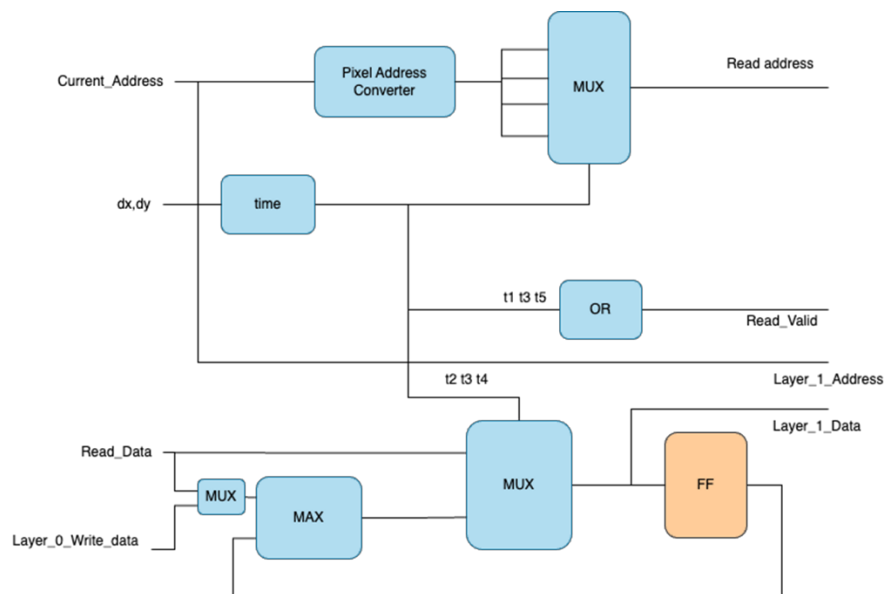 Current_Address
Pixel Address
Converter
MUX
Read address
dx,dy
time
t1 t3 t5
OR
Read_Valid
t2 t3 t4
Layer_1_Address
Layer_1_Data
Read_Data
MUX
MAX
MUX
FF
Layer_0_Write_data